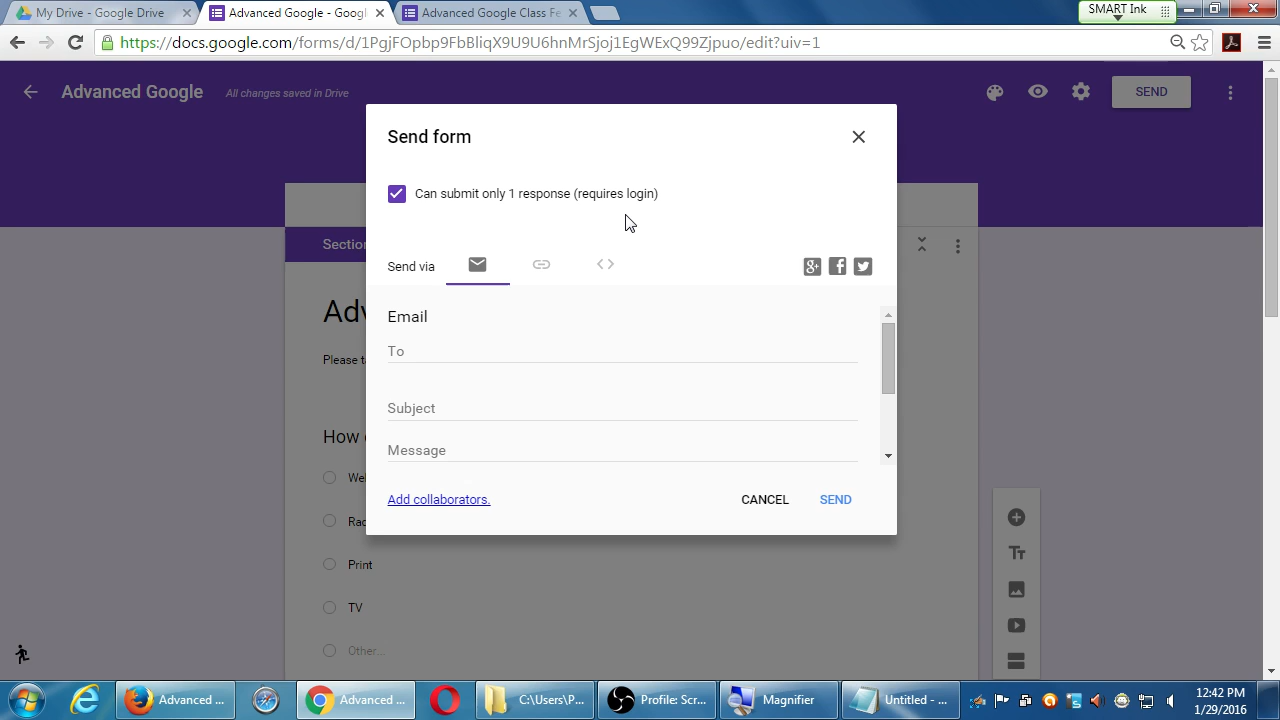 My Drive - Google Drive
Advanced Google - Googl
Advanced Google Class Fe
SMART Ink
https://docs.google.com/forms/d/1PgjFOpbp9FbBliqX9U9U6hnMrSjoj1EgWExQ99Zjpuo/edit?uiv=1
Advanced Google
All changes saved in Drive
SEND
Send form
Can submit only 1 response (requires login)
Section
Send via
Email
To
Subject
Message
Add collaborators.
CANCEL
SEND
Adv
Please ta
How
Wel
Rad
Print
TV
Other...
Advanced ...
Advanced ...
C:\Users\P...
Profile: Scr...
Magnifier
Untitled - ...
12:42 PM
1/29/2016